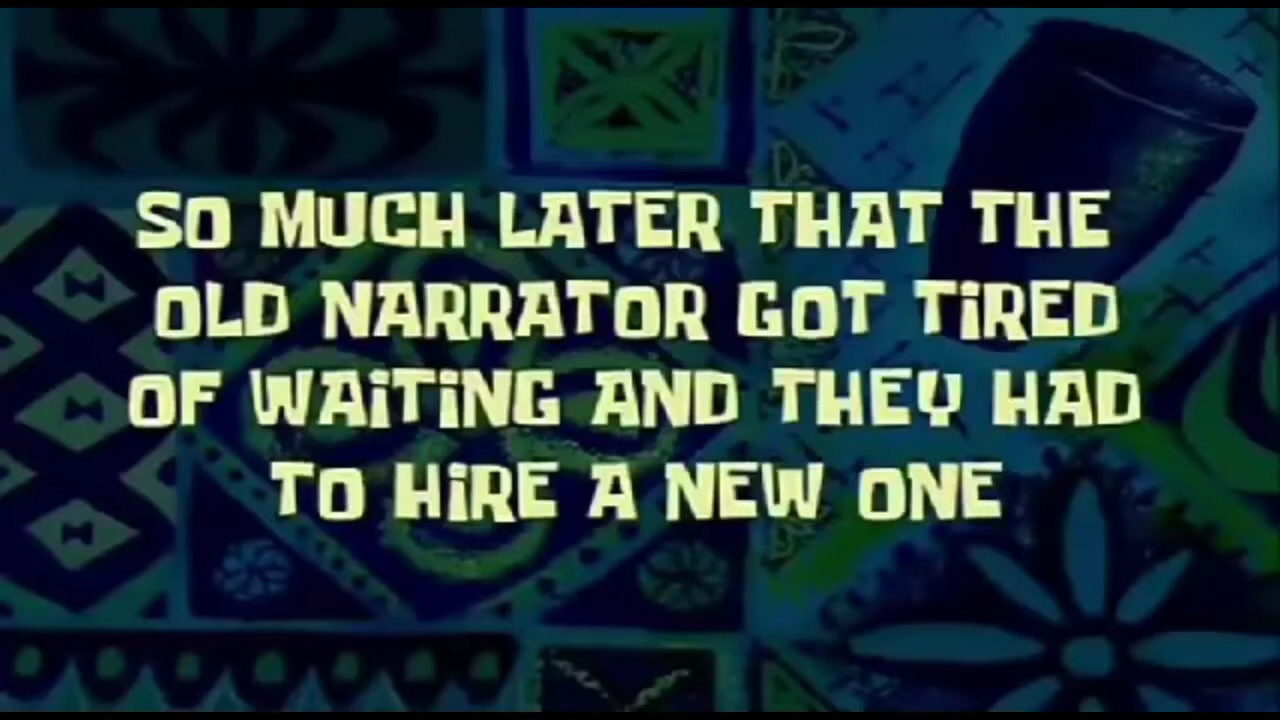 SO MUCH LATER THAT THE
OLD NARRATOR GOT TiRED
OF WAiTiNG AND THEY HAD
TO HiRE A NEW ONE